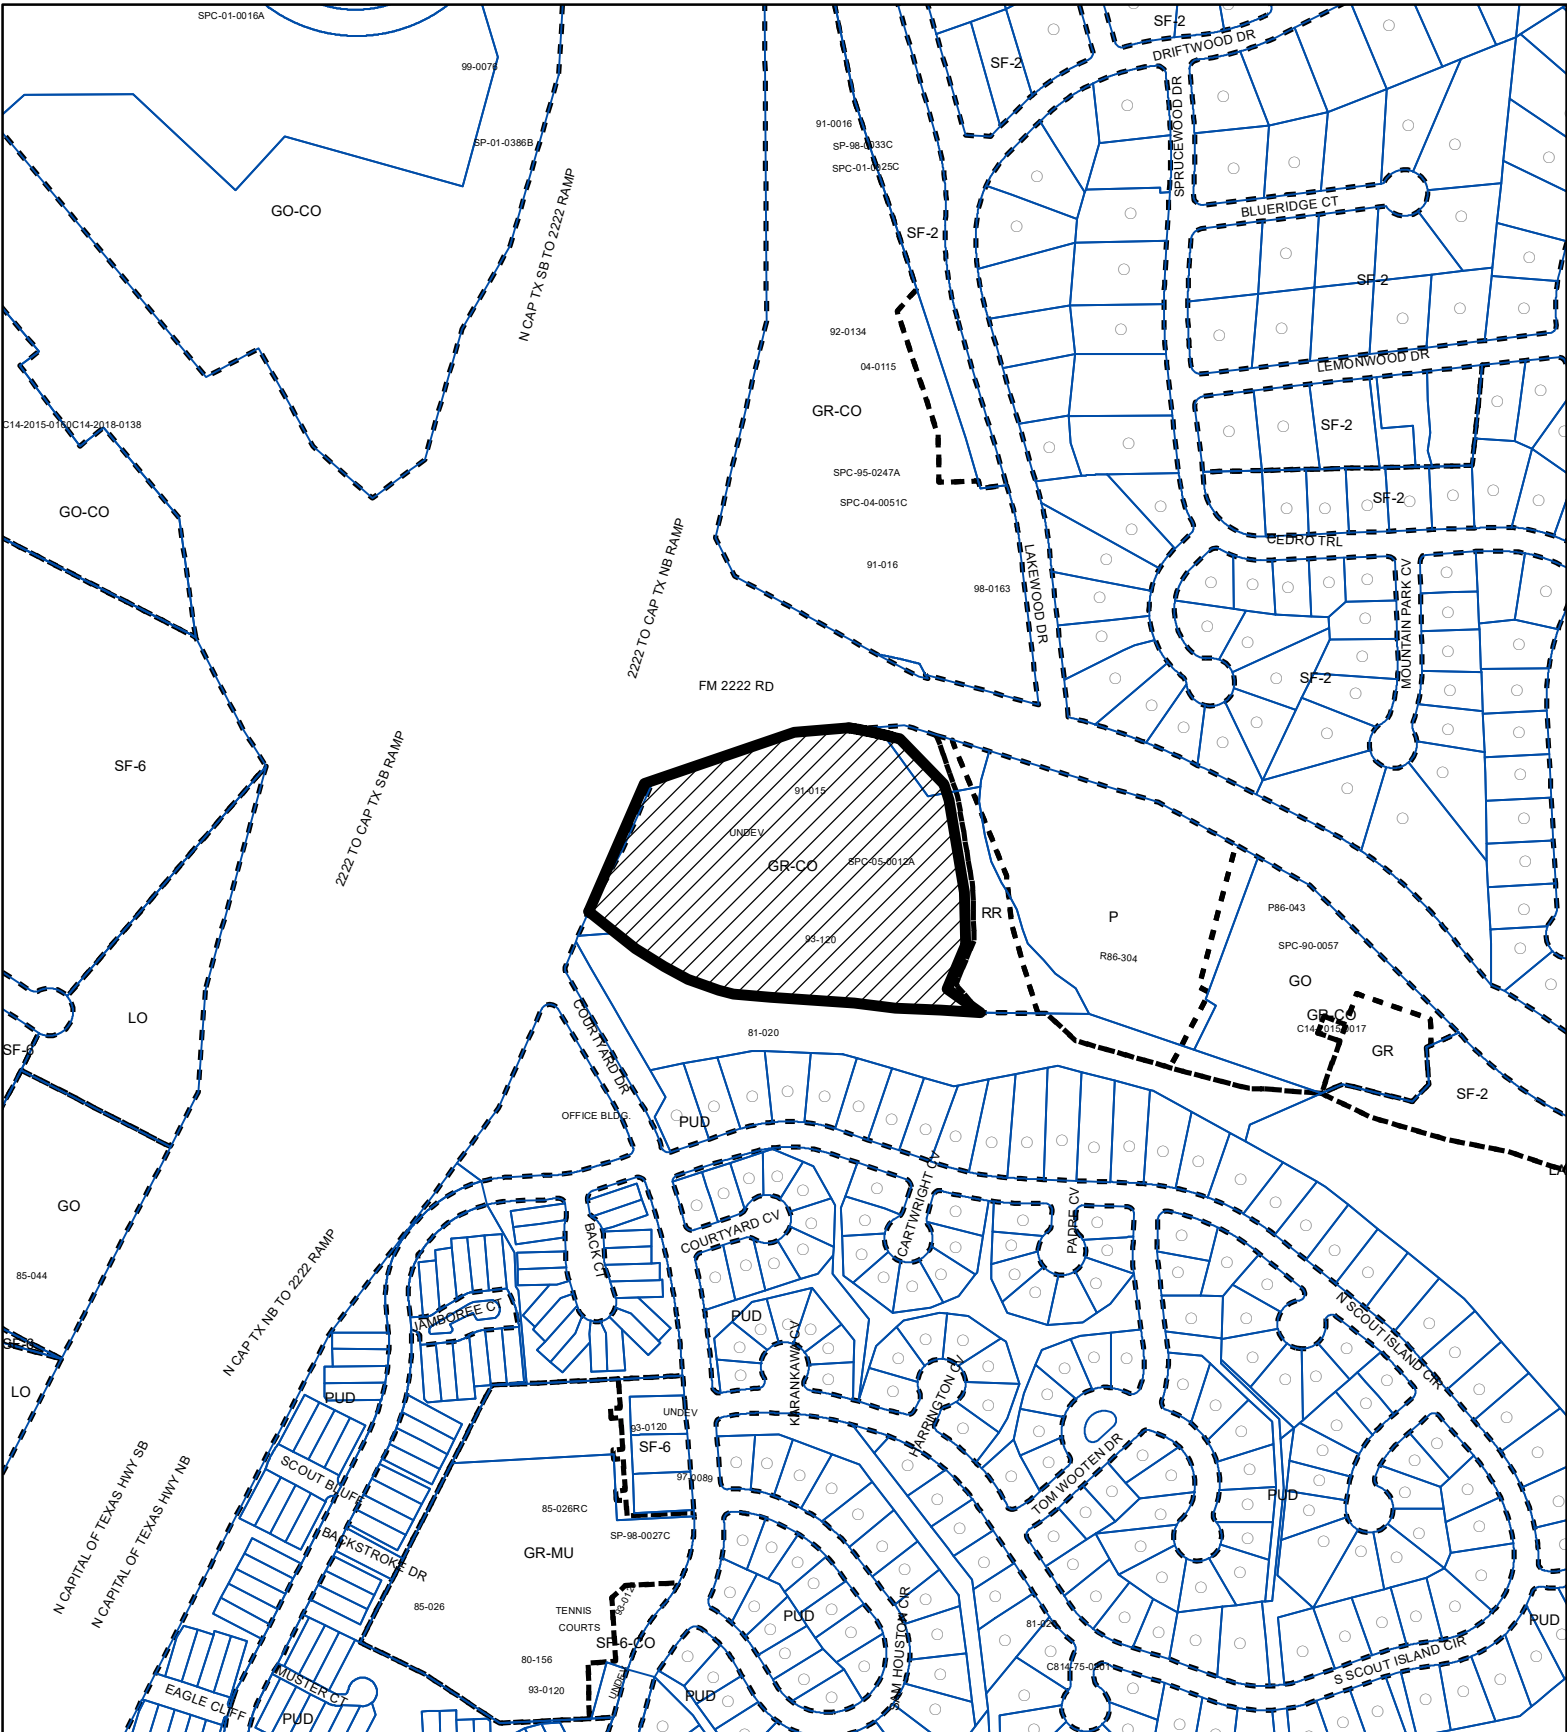 SPC-01-0016A
SF-2
DRIFTWOOD DR
99-0076
SF-2
SPRUCEWOOD DR
91-0016
SP-98-0033C
SPC-01-0525C
SP-01-0386B
GO-CO
N CAP TX SB TO 2222 RAMP
BLUERIDGE CT
SF-2
SF-2
92-0134
04-0115
LEMONWOOD DR
GR-CO
C14-2018-0138
SF-2
SPC-95-0247A
SPC-04-0051C
SF-2
GO-CO
2222 TO CAP TX NB RAMP
CEDRO TRL
91-016
98-0163
LAKEWOOD DR
MOUNTAIN PARK CV
SF-2
FM 2222 RD
SF-6
2222 TO CAP TX SB RAMP
91-015
UNDEV
GR-CO
SPC-05-0012A
93-120
RR
P
R86-304
P86-043
SPC-90-0057
GO
GR-CO
C14-2015-0017
GR
SF-2
LO
SF-6
COURTYARD DR
81-020
OFFICE BLDG.
PUD
GO
85-044
N CAP TX NB TO 2222 RAMP
BACK CT
COURTYARD CV
CARTWRIGHT CV
PADRE CV
JAMBOREE CT
PUD
KARANKAWA CV
HARRINGTON CV
N SCOUT ISLAND CIR
SF-6
LO
PUD
UNDEV
93-0120
SF-6
97-0089
TOM WOOTEN DR
PUD
N CAPITAL OF TEXAS HWY SB
N CAPITAL OF TEXAS HWY NB
SCOUT BLUFF
BACKSTROKE DR
85-026RC
SP-98-0027C
GR-MU
85-026
TENNIS
COURTS
SF-6-CO
80-156
93-0120
UNDEV
PUD
PUD
SAM HOUSTON CIR
C814-75-0201
S SCOUT ISLAND CIR
PUD
EAGLE CLIFF
MUSTER CT
PUD